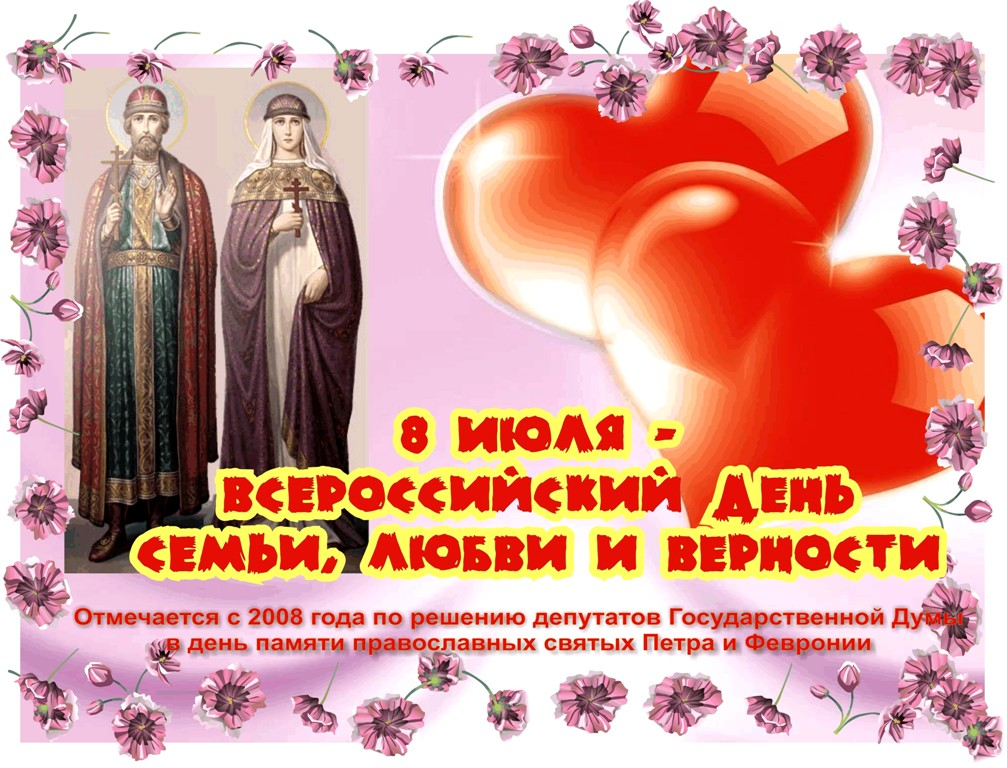 8 ИЮЛЯ -
ВСЕРОССИЙСКИЙ ДЕНЬ
СЕМЬИ, ЛЮБВИ И ВЕРНОСТИ
Отмечается с 2008 года по решению депутатов Государственной Думы
в день памяти православных святых Петра и Февронии